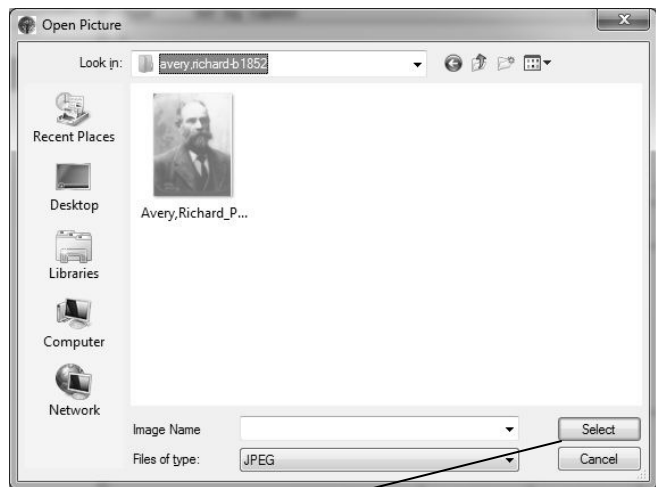 Open Picture
Look in: avery,richard-b1852
Recent Places
Desktop
Libraries
Computer
Network
Avery,Richard_P...
Image Name
Select
Files of type: JPEG
Cancel